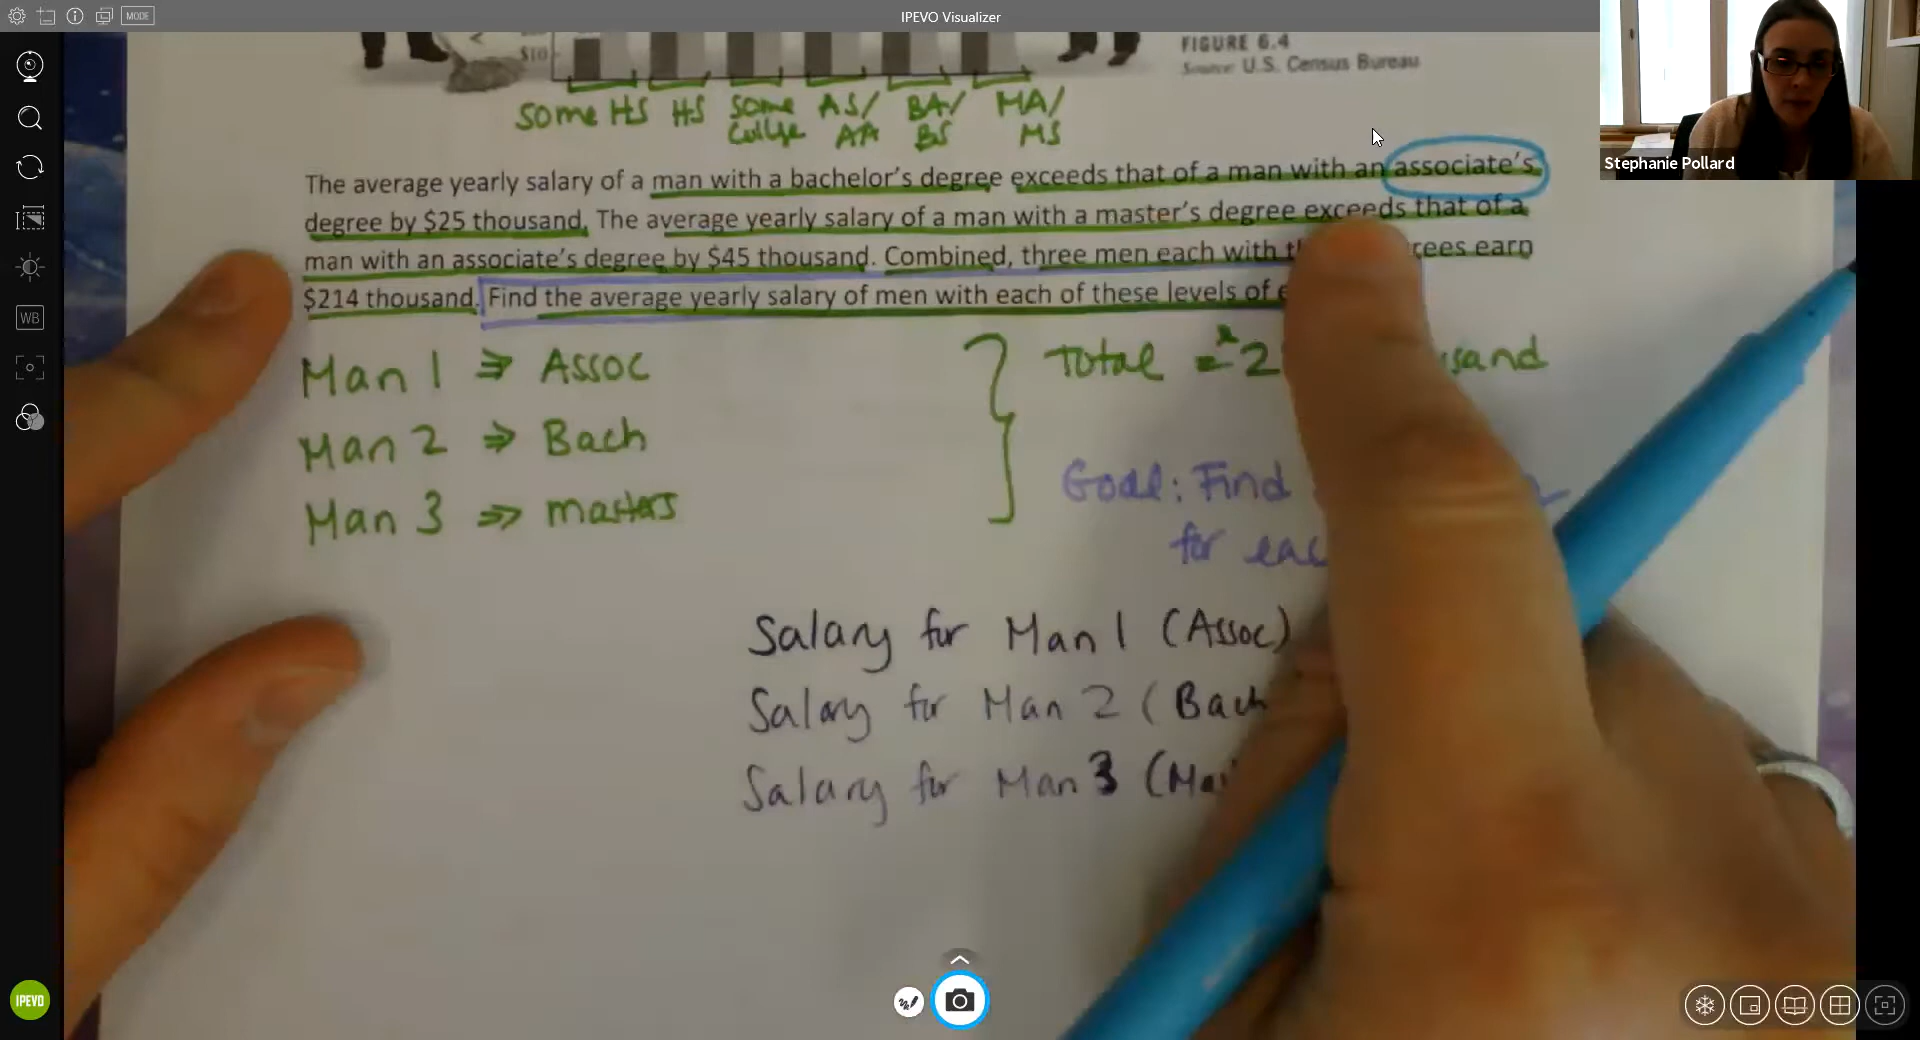 MODE
IPEVO Visualizer
$10
FIGURE 6.4
Source: U.S. Census Bureau
Some HS HS Some College AS/AA BA/BS MA/MS
Stephanie Pollard
The average yearly salary of a man with a bachelor's degree exceeds that of a man with an associate's
degree by $25 thousand. The average yearly salary of a man with a master's degree exceeds that of a
man with an associate's degree by $45 thousand. Combined, three men each with earn
$214 thousand. Find the average yearly salary of men with each of these levels of
WB
Man 1 ⇒ Assoc
Total = 2
Man 2 ⇒ Bach
Man 3 ⇒ masters
Goal: Find
for
Salary for Man 1 (Assoc)
Salary for Man 2 (Bach
Salary for Man 3
IPEVO